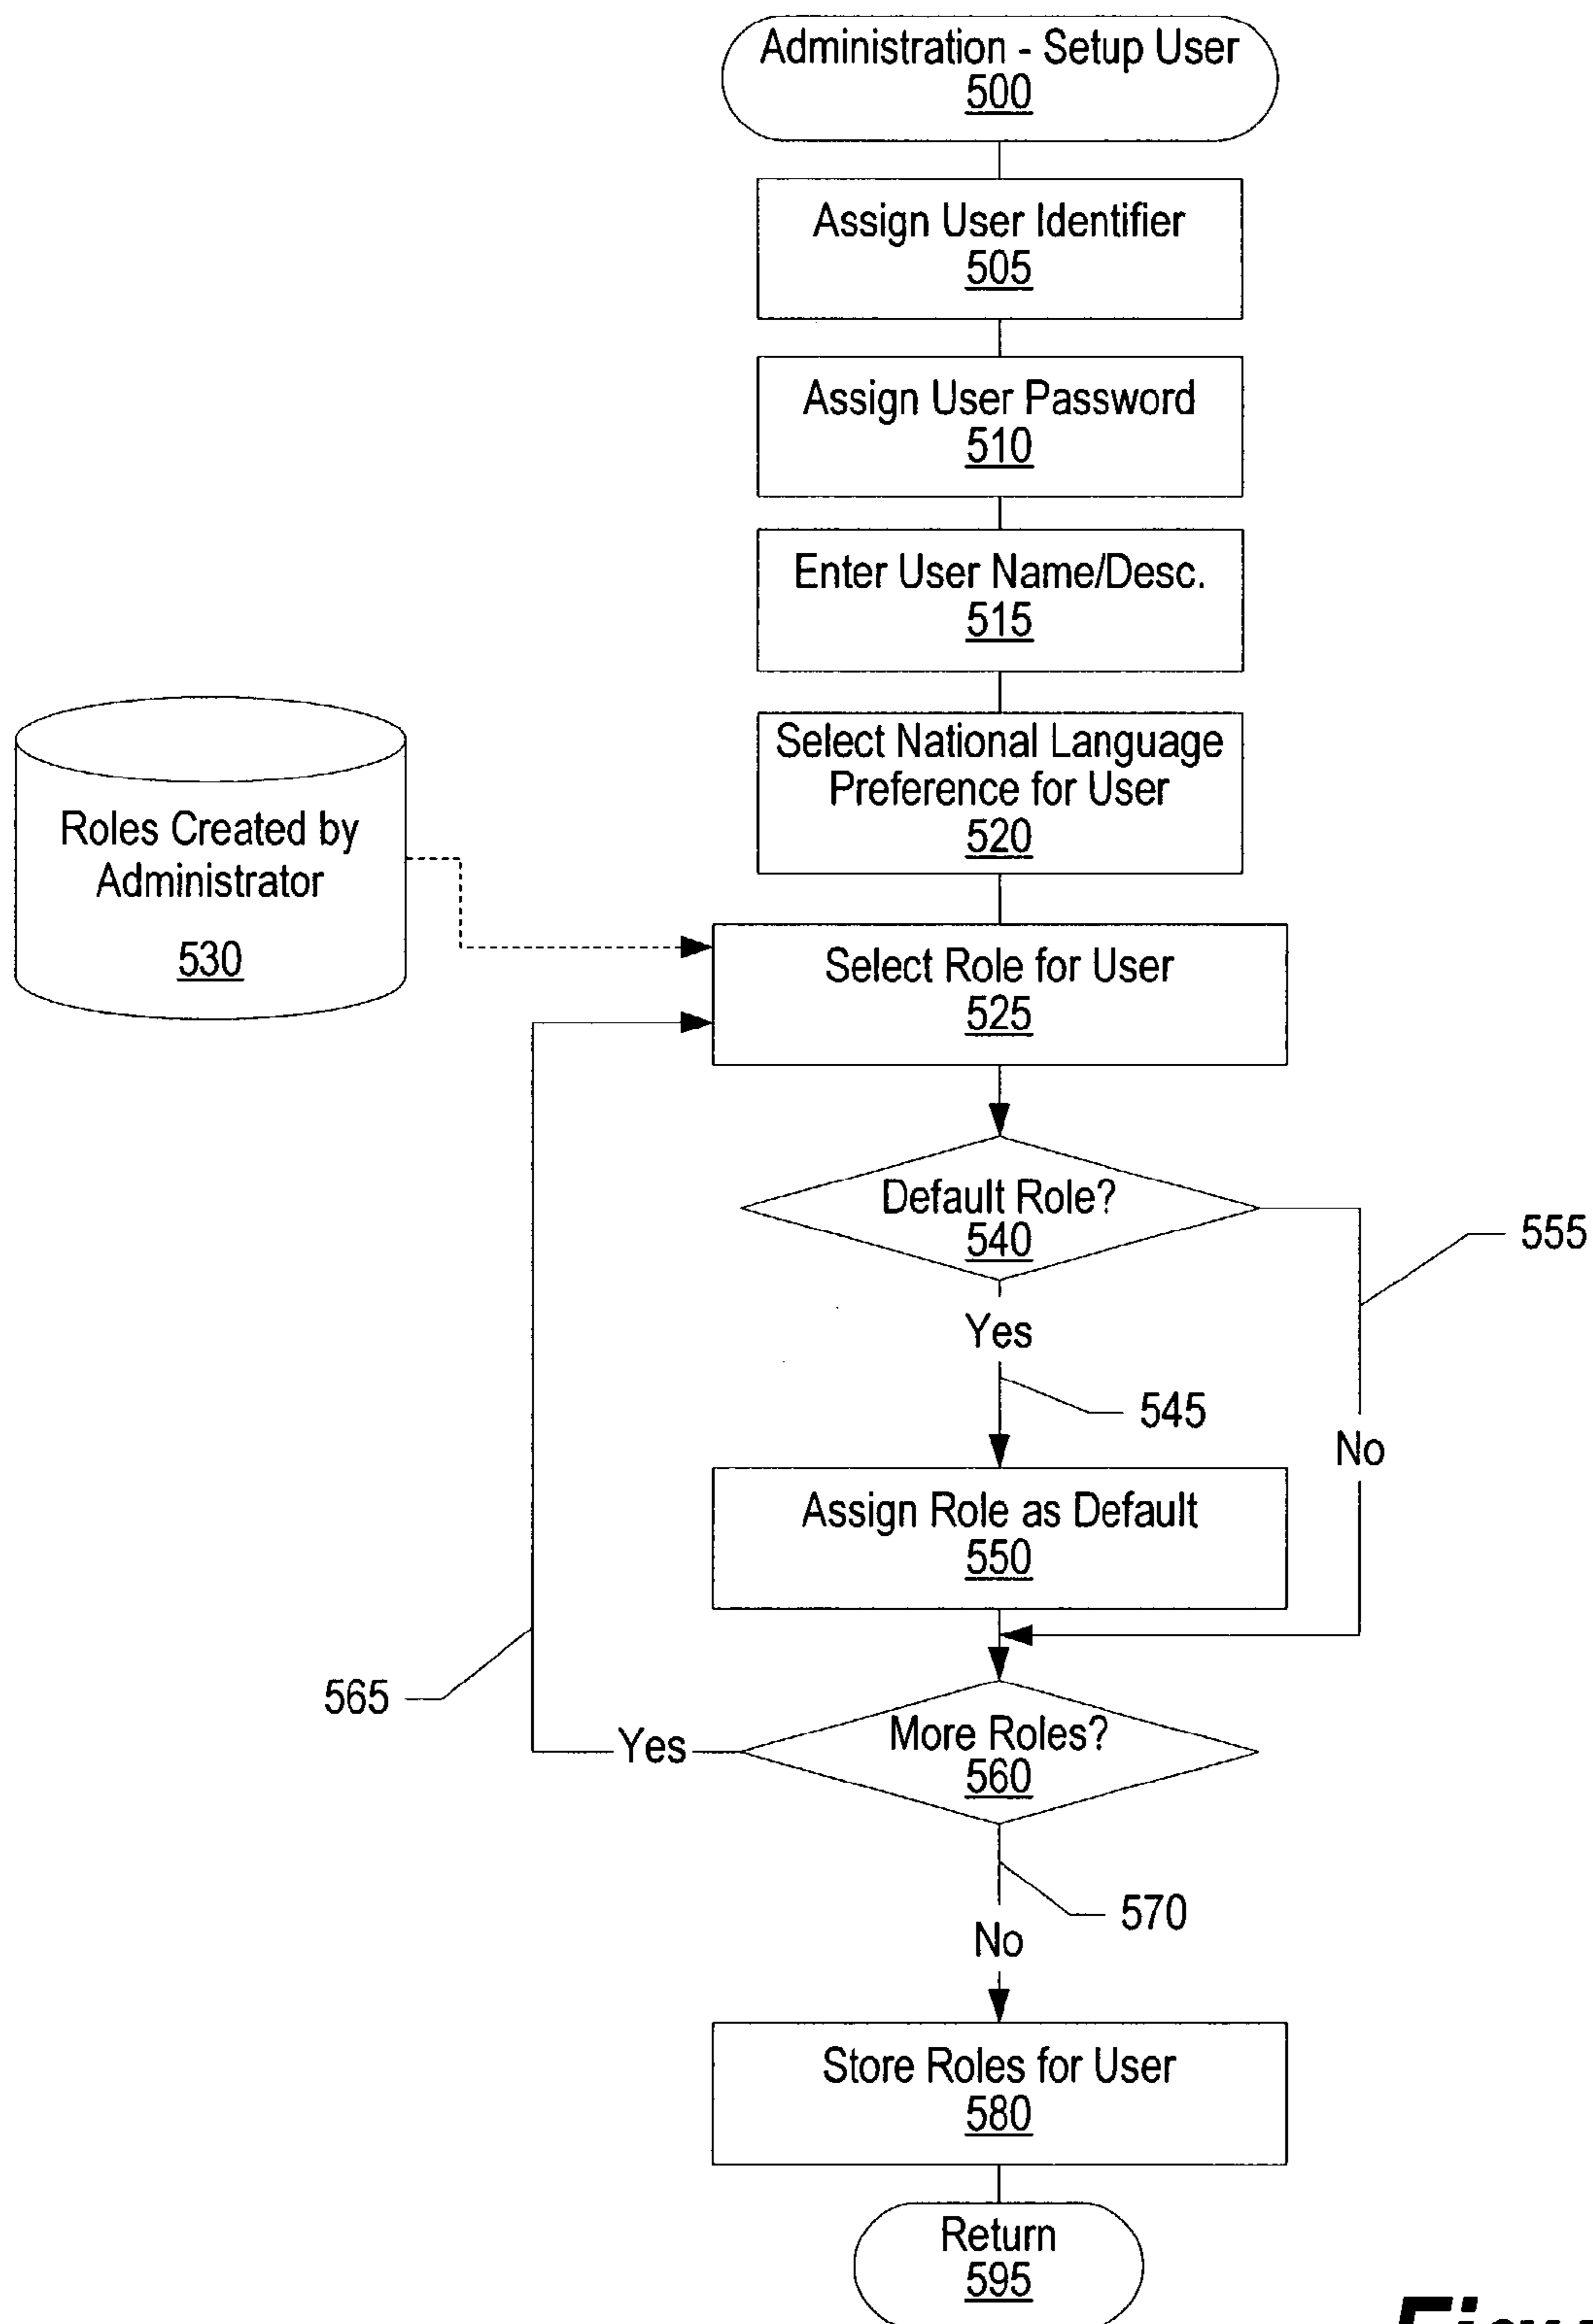 Administration - Setup User
500
Assign User Identifier
505
Assign User Password
510
Enter User Name/Desc.
515
Select National Language
Preference for User
520
Roles Created by
Administrator
530
Select Role for User
525
Default Role?
540
555
Yes
545
No
Assign Role as Default
550
565
More Roles?
560
Yes
570
No
Store Roles for User
580
Return
595